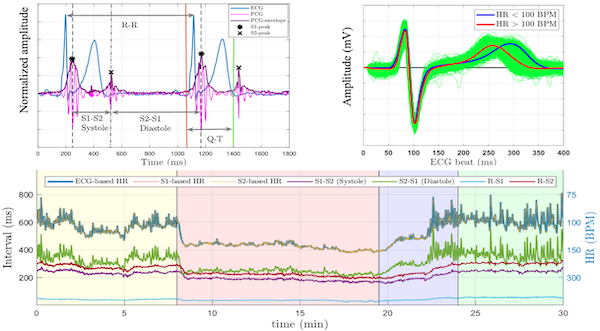 Normalized amplitude
R-R
ECG
PCG
PCG-envelope
S1-peak
S2-peak
S1-S2
Systole
S2-S1
Diastole
Q-T
0 200 400 600 800 1000 1200 1400 1600 1800
Time (ms)
Amplitude (mV)
HR < 100 BPM
HR > 100 BPM
0 50 100 150 200 250 300 350 400
ECG beat (ms)
ECG-based HR S1-based HR S2-based HR S1-S2 (Systole) S2-S1 (Diastole) R-S1 R-S2
Interval (ms)
800
600
400
200
75
100
150
300
HR (BPM)
0 5 10 15 20 25 30
time (min)